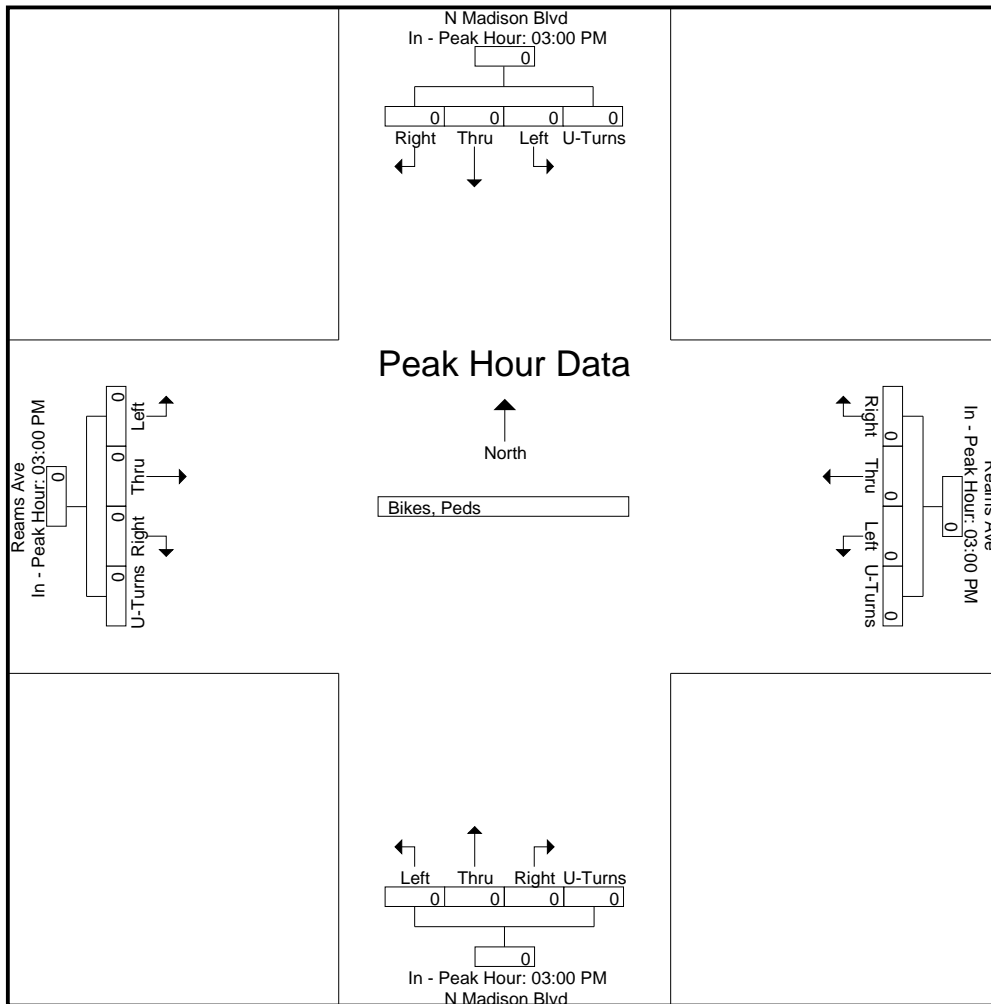 N Madison Blvd
In - Peak Hour: 03:00 PM
0
0 0 0 0
Right Thru Left U-Turns
Peak Hour Data
North
Bikes, Peds
Reams Ave
In - Peak Hour: 03:00 PM
0
0 0 0 0
Left Thru Right U-Turns
Reams Ave
In - Peak Hour: 03:00 PM
0
0 0 0 0
Right Thru Left U-Turns
Left Thru Right U-Turns
0 0 0 0
0
In - Peak Hour: 03:00 PM
N Madison Blvd